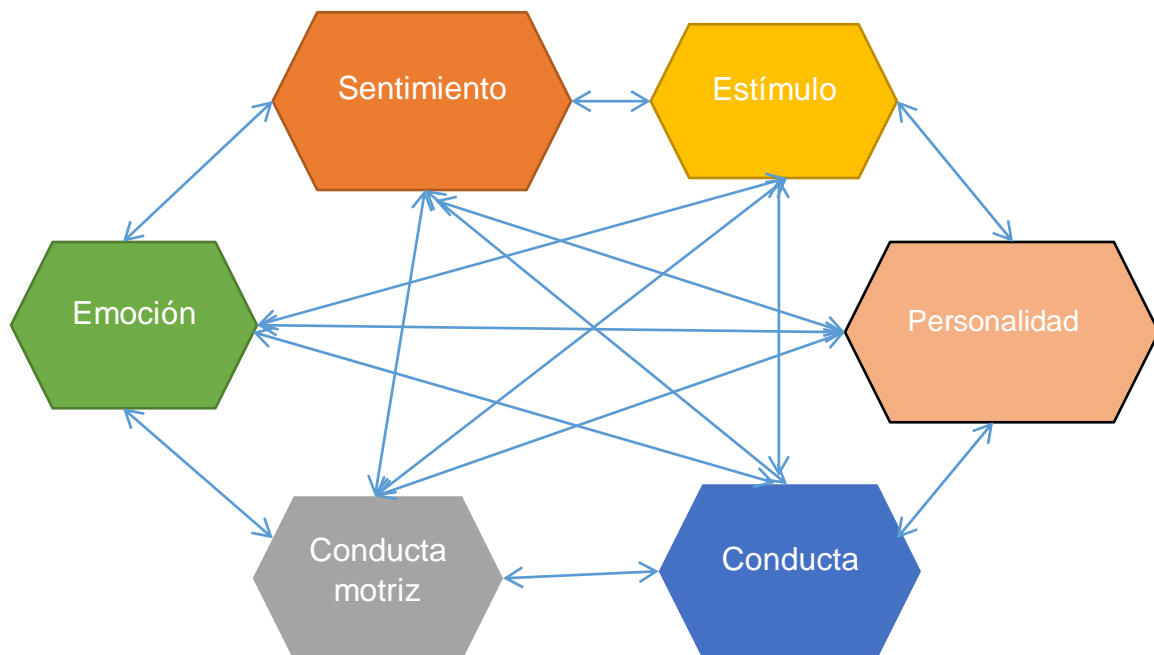 Sentimiento
Estímulo
Emoción
Personalidad
Conducta
motriz
Conducta